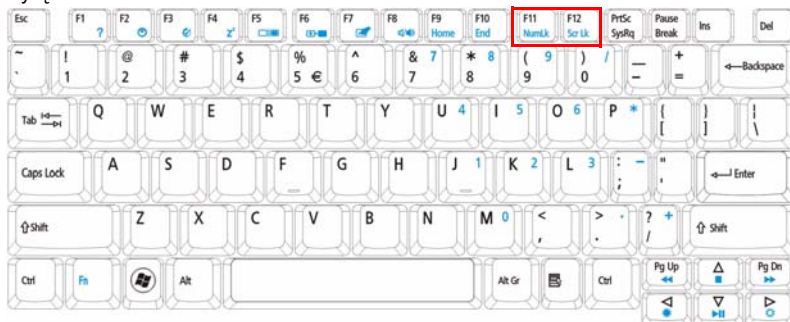 Esc F1 ? F2 F3 F4 zᶻ F5 F6 F7 F8 F9 Home F10 End F11 NumLk F12 Scr Lk PrtSc SysRq Pause Break Ins Del
~ ` ! 1 @ 2 # 3 $ 4 % 5 € ^ 6 & 7 7 * 8 8 ( 9 9 ) / 0 _ - + = Backspace
Tab Q W E R T Y U 4 I 5 O 6 P * { [ } ] | \
Caps Lock A S D F G H J 1 K 2 L 3 : - ; " ' Enter
Shift Z X C V B N M 0 < , > . . ? + / Shift
Ctrl Fn Alt Alt Gr Ctrl Pg Up Pg Dn